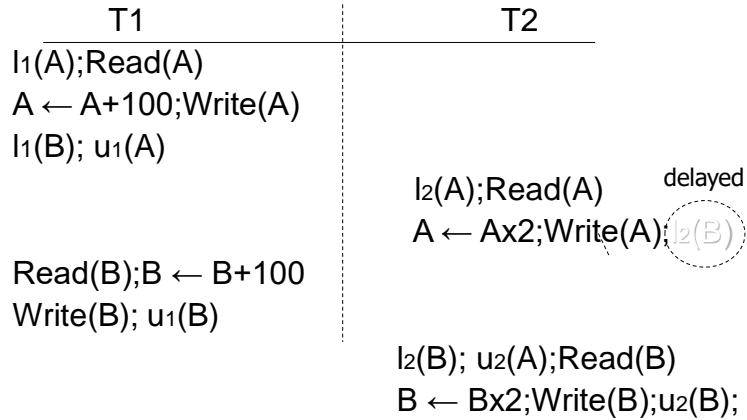 T1 T2
l1(A);Read(A)
A ← A+100;Write(A)
l1(B); u1(A)
delayed
l2(A);Read(A)
A ← Ax2;Write(A);l2(B)
Read(B);B ← B+100
Write(B); u1(B)
l2(B); u2(A);Read(B)
B ← Bx2;Write(B);u2(B);